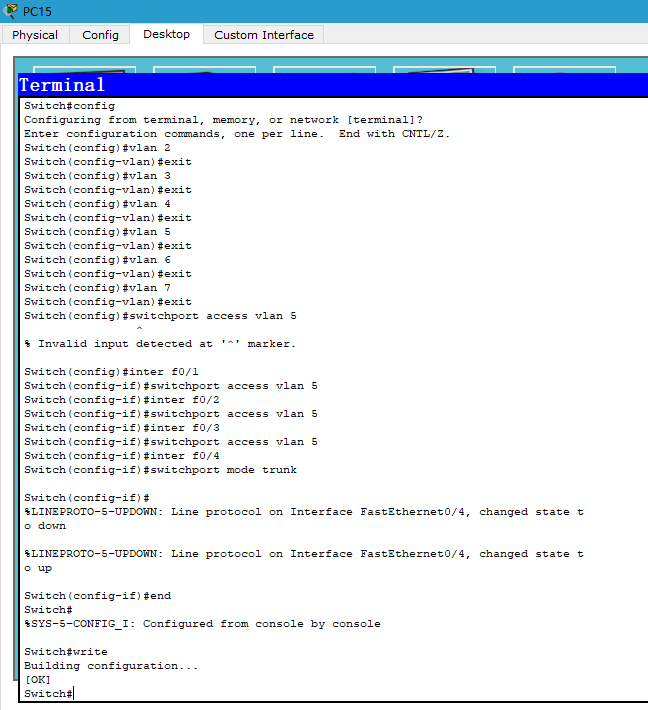 PC15
Physical Config Desktop Custom Interface
Terminal
Switch#config
Configuring from terminal, memory, or network [terminal]?
Enter configuration commands, one per line.  End with CNTL/Z.
Switch(config)#vlan 2
Switch(config-vlan)#exit
Switch(config)#vlan 3
Switch(config-vlan)#exit
Switch(config)#vlan 4
Switch(config-vlan)#exit
Switch(config)#vlan 5
Switch(config-vlan)#exit
Switch(config)#vlan 6
Switch(config-vlan)#exit
Switch(config)#vlan 7
Switch(config-vlan)#exit
Switch(config)#switchport access vlan 5
^
% Invalid input detected at '^' marker.
Switch(config)#inter f0/1
Switch(config-if)#switchport access vlan 5
Switch(config-if)#inter f0/2
Switch(config-if)#switchport access vlan 5
Switch(config-if)#inter f0/3
Switch(config-if)#switchport access vlan 5
Switch(config-if)#inter f0/4
Switch(config-if)#switchport mode trunk
Switch(config-if)#
%LINEPROTO-5-UPDOWN: Line protocol on Interface FastEthernet0/4, changed state t
o down
%LINEPROTO-5-UPDOWN: Line protocol on Interface FastEthernet0/4, changed state t
o up
Switch(config-if)#end
Switch#
%SYS-5-CONFIG_I: Configured from console by console
Switch#write
Building configuration...
[OK]
Switch#